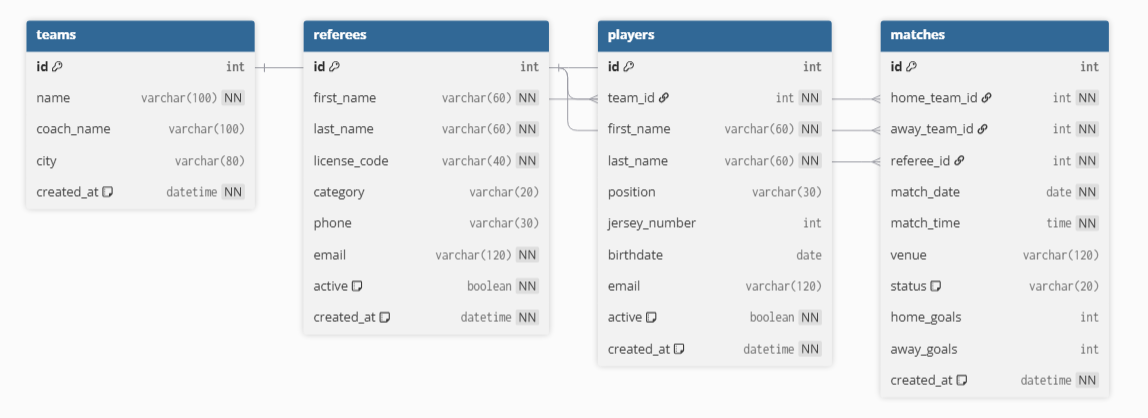 teams
id int
name varchar(100) NN
coach_name varchar(100)
city varchar(80)
created_at datetime NN
referees
id int
first_name varchar(60) NN
last_name varchar(60) NN
license_code varchar(40) NN
category varchar(20)
phone varchar(30)
email varchar(120) NN
active boolean NN
created_at datetime NN
players
id
team_id int NN
first_name varchar(60) NN
last_name varchar(60) NN
position varchar(30)
jersey_number int
birthdate date
email varchar(120)
active boolean NN
created_at datetime NN
matches
id int
home_team_id int NN
away_team_id int NN
referee_id int NN
match_date date NN
match_time time NN
venue varchar(120)
status varchar(20)
home_goals int
away_goals int
created_at datetime NN